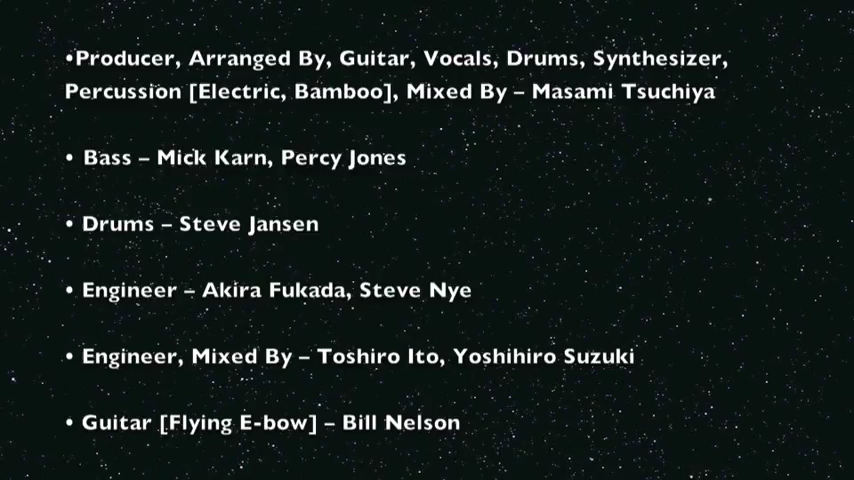 •Producer, Arranged By, Guitar, Vocals, Drums, Synthesizer,
Percussion [Electric, Bamboo], Mixed By – Masami Tsuchiya
• Bass – Mick Karn, Percy Jones
• Drums – Steve Jansen
• Engineer – Akira Fukada, Steve Nye
• Engineer, Mixed By – Toshiro Ito, Yoshihiro Suzuki
• Guitar [Flying E-bow] – Bill Nelson